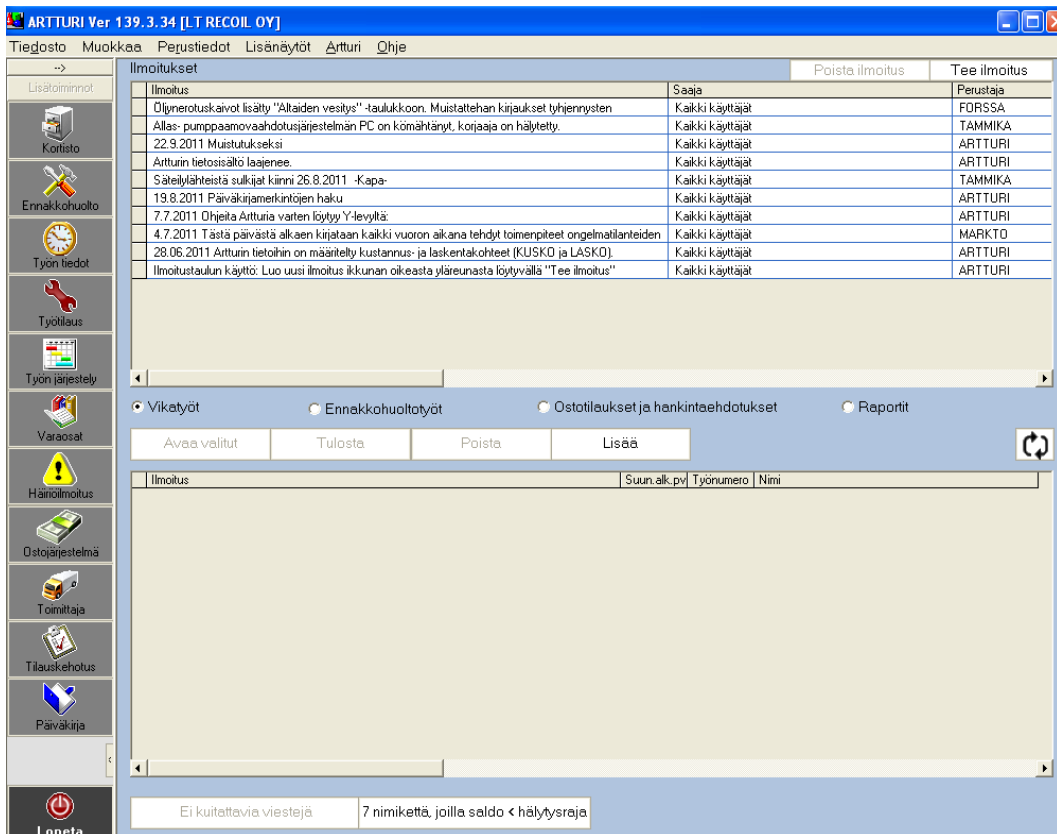 ARTTURI Ver 139.3.34 [LT RECOIL OY]
Tiedosto Muokkaa Perustiedot Lisänäytöt Artturi Ohje
-->
Lisätoiminnot
Kortisto
Ennakkohuolto
Työn tiedot
Työtilaus
Työn järjestely
Varaosat
Häiriöilmoitus
Ostojärjestelmä
Toimittaja
Tilauskehotus
Päiväkirja
Lopeta
Ilmoitukset
Poista ilmoitus Tee ilmoitus
Ilmoitus Saaja Perustaja
Öljynerotuskaivot lisätty "Altaiden vesitys" -taulukkoon. Muistattehan kirjaukset tyhjennysten Kaikki käyttäjät FORSSA
Allas- pumppaamovaahdotusjärjestelmän PC on kömähtänyt, korjaaja on hälytetty. Kaikki käyttäjät TAMMIKA
22.9.2011 Muistutukseksi Kaikki käyttäjät ARTTURI
Artturin tietosisältö laajenee. Kaikki käyttäjät ARTTURI
Säteilylähteistä sulkijat kiinni 26.8.2011 -Kapa- Kaikki käyttäjät TAMMIKA
19.8.2011 Päiväkirjamerkintöjen haku Kaikki käyttäjät ARTTURI
7.7.2011 Ohjeita Artturia varten löytyy Y-levyltä: Kaikki käyttäjät ARTTURI
4.7.2011 Tästä päivästä alkaen kirjataan kaikki vuoron aikana tehdyt toimenpiteet ongelmatilanteiden Kaikki käyttäjät MARKTO
28.06.2011 Artturin tietoihin on määritelty kustannus- ja laskentakohteet (KUSKO ja LASKO). Kaikki käyttäjät ARTTURI
Ilmoitustaulun käyttö: Luo uusi ilmoitus ikkunan oikeasta yläreunasta löytyvällä "Tee ilmoitus" Kaikki käyttäjät ARTTURI
Vikatyöt Ennakkohuoltotyöt Ostotilaukset ja hankintaehdotukset Raportit
Avaa valitut Tulosta Poista Lisää
Ilmoitus Suun.alk.pv Työnumero Nimi
Ei kuitattavia viestejä 7 nimikettä, joilla saldo < hälytysraja